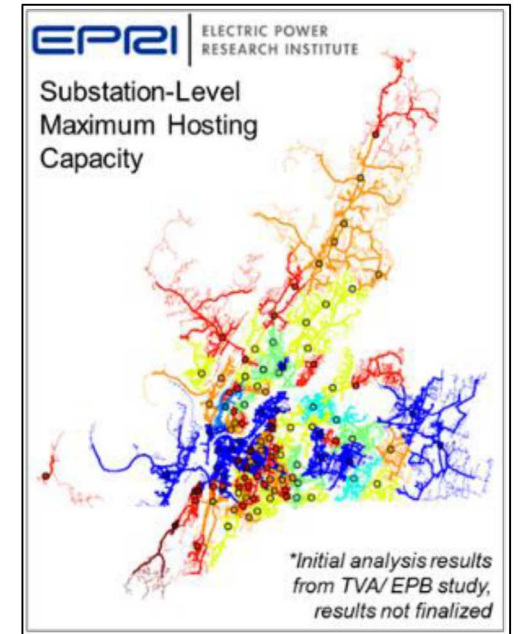 EPRI
ELECTRIC POWER
RESEARCH INSTITUTE
Substation-Level
Maximum Hosting
Capacity
*Initial analysis results
from TVA/ EPB study,
results not finalized